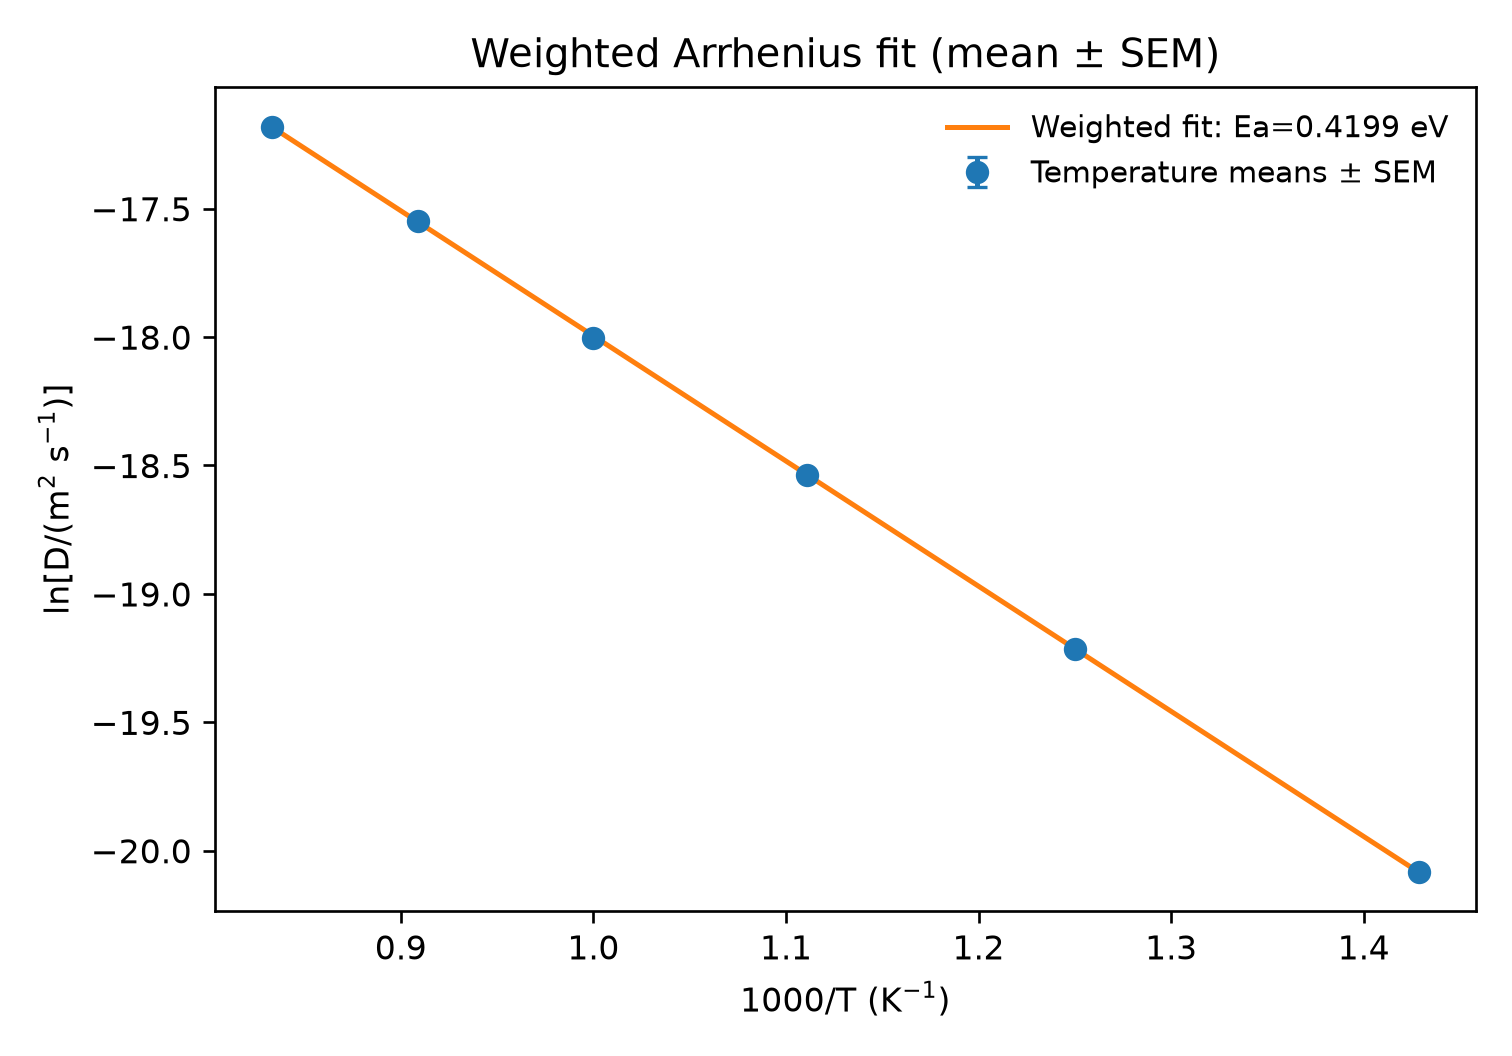 Weighted Arrhenius fit (mean ± SEM)
Weighted fit: Ea=0.4199 eV
Temperature means ± SEM
ln[D/(m² s⁻¹)]
−17.5
−18.0
−18.5
−19.0
−19.5
−20.0
0.9 1.0 1.1 1.2 1.3 1.4
1000/T (K⁻¹)